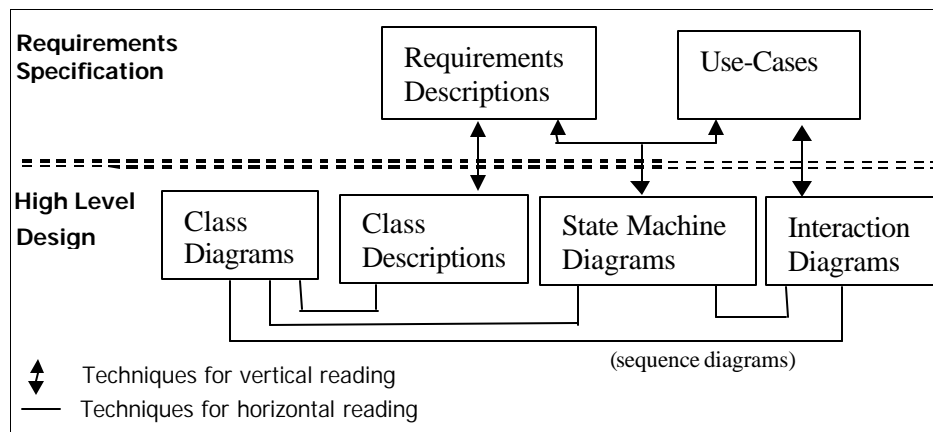 Requirements
Specification
Requirements
Descriptions
Use-Cases
High Level
Design
Class
Diagrams
Class
Descriptions
State Machine
Diagrams
Interaction
Diagrams
(sequence diagrams)
Techniques for vertical reading
Techniques for horizontal reading